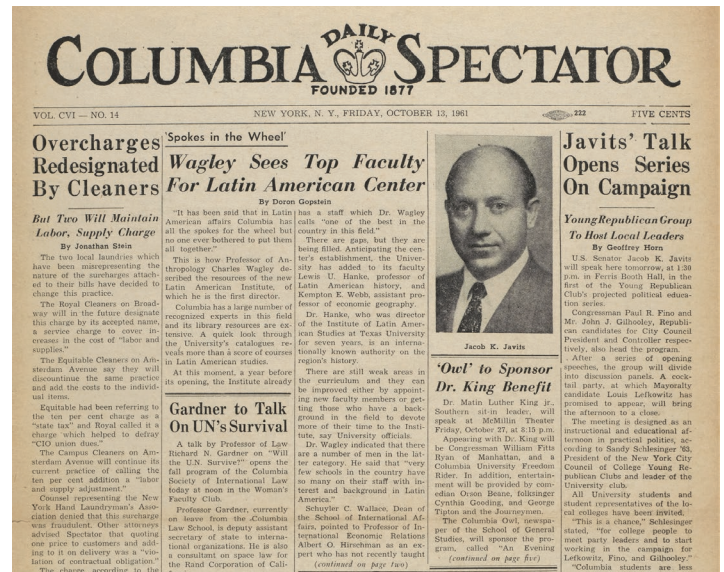 COLUMBIA DAILY SPECTATOR
FOUNDED 1877
VOL. CVI — NO. 14
NEW YORK, N. Y., FRIDAY, OCTOBER 13, 1961
222
FIVE CENTS
Overcharges
Redesignated
By Cleaners
But Two Will Maintain
Labor, Supply Charge
By Jonathan Stein
The two local laundries which
have been misrepresenting the
nature of the surcharges attach-
ed to their bills have decided to
change this practice.
The Royal Cleaners on Broad-
way will in the future designate
this charge by its accepted name,
a service charge to cover in-
creases in the cost of "labor and
supplies."
The Equitable Cleaners on Am-
sterdam Avenue say they will
discontinue the same practice
and add the costs to the individ-
ual items.
Equitable had been referring to
the ten per cent charge as a
"state tax" and Royal called it a
charge which helped to defray
"CIO union dues."
The Campus Cleaners on Am-
sterdam Avenue will continue its
current practice of calling the
ten per cent addition a "labor
and supply adjustment."
Counsel representing the New
York Hand Laundryman's Asso-
ciation denied that this surcharge
was fraudulent. Other attorneys
advised Spectator that quoting
one price to customers and add-
ing to it on delivery was a "vio-
lation of contractual obligation."
The charge, according to the
'Spokes in the Wheel'
Wagley Sees Top Faculty
For Latin American Center
By Doron Gopstein
"It has been said that in Latin
American affairs Columbia has
all the spokes for the wheel but
no one ever bothered to put them
all together."
This is how Professor of An-
thropology Charles Wagley de-
scribed the resources of the new
Latin American Institute, of
which he is the first director.
Columbia has a large number of
recognized experts in this field
and its library resources are ex-
tensive. A quick look through
the University's catalogues re-
veals more than a score of courses
in Latin American studies.
At this moment, a year before
its opening, the Institute already
has a staff which Dr. Wagley
calls "one of the best in the
country in this field."
There are gaps, but they are
being filled. Anticipating the cen-
ter's establishment, the Univer-
sity has added to its faculty
Lewis U. Hanke, professor of
Latin American history, and
Kempton E. Webb, assistant pro-
fessor of economic geography.
Dr. Hanke, who was director
of the Institute of Latin Amer-
ican Studies at Texas University
for seven years, is an interna-
tionally known authority on the
region's history.
There are still weak areas in
the curriculum and they can
be improved either by appoint-
ing new faculty members or get-
ting those who have a back-
ground in the field to devote
more of their time to the Insti-
tute, say University officials.
Dr. Wagley indicated that there
are a number of men in the lat-
ter category. He said that "very
few schools in the country have
so many on their staff with in-
terest and background in Latin
America."
Schuyler C. Wallace, Dean of
the School of International Af-
fairs, pointed to Professor of In-
ternational Economic Relations
Albert O. Hirschman as an ex-
pert who has not recently taught
(continued on page two)
Gardner to Talk
On UN's Survival
A talk by Professor of Law
Richard N. Gardner on "Will
the U.N. Survive?" opens the
fall program of the Columbia
Society of International Law
today at noon in the Woman's
Faculty Club.
Professor Gardner, currently
on leave from the Columbia
Law School, is deputy assistant
secretary of state to interna-
tional organizations. He is also
a consultant on space law for
the Rand Corporation of Cali-
Jacob K. Javits
'Owl' to Sponsor
Dr. King Benefit
Dr. Matin Luther King jr.,
Southern sit-in leader, will
speak at McMillin Theater
Friday, October 27, at 8:15 p.m.
Appearing with Dr. King will
be Congressman William Fitts
Ryan of Manhattan, and a
Columbia University Freedom
Rider. In addition, entertain-
ment will be provided by com-
edian Orson Beane, folksinger
Cynthia Gooding, and George
Tipton and the Journeymen.
The Columbia Owl, newspa-
per of the School of General
Studies, will sponsor the pro-
gram, called "An Evening
(continued on page five)
Javits' Talk
Opens Series
On Campaign
Young Republican Group
To Host Local Leaders
By Geoffrey Horn
U.S. Senator Jacob K. Javits
will speak here tomorrow, at 1:30
p.m. in Ferris Booth Hall, in the
first of the Young Republican
Club's projected political educa-
tion series.
Congressman Paul R. Fino and
Mr. John J. Gilhooley, Republi-
can candidates for City Council
President and Controller respec-
tively, also head the program.
After a series of opening
speeches, the group will divide
into discussion panels. A cock-
tail party, at which Mayoralty
candidate Louis Lefkowitz has
promised to appear, will bring
the afternoon to a close.
The meeting is designed as an
instructional and educational af-
ternoon in practical politics, ac-
cording to Sandy Schlesinger '63,
President of the New York City
Council of College Young Re-
publican Clubs and leader of the
University club.
All University students and
student representatives of the lo-
cal colleges have been invited.
"This is a chance," Schlesinger
stated, "for college people to
meet party leaders and to start
working in the campaign for
Lefkowitz, Fino, and Gilhooley."
"Columbia students are less